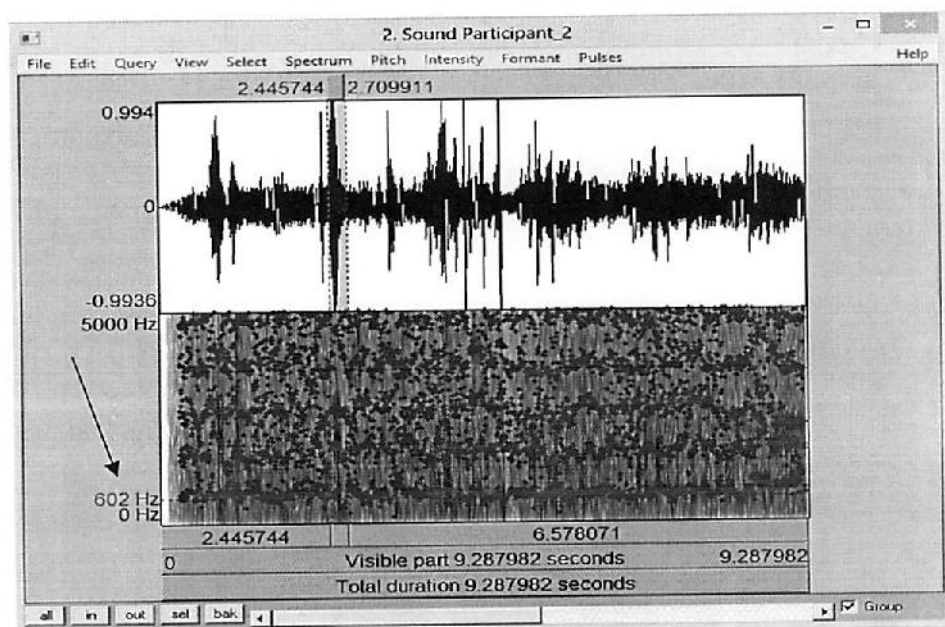 2. Sound Participant_2
File Edit Query View Select Spectrum Pitch Intensity Formant Pulses Help
2.445744 2.709911
0.994
0
-0.9936
5000 Hz
602 Hz
0 Hz
2.445744 6.578071
0 Visible part 9.287982 seconds 9.287982
Total duration 9.287982 seconds
all in out sel bak Group